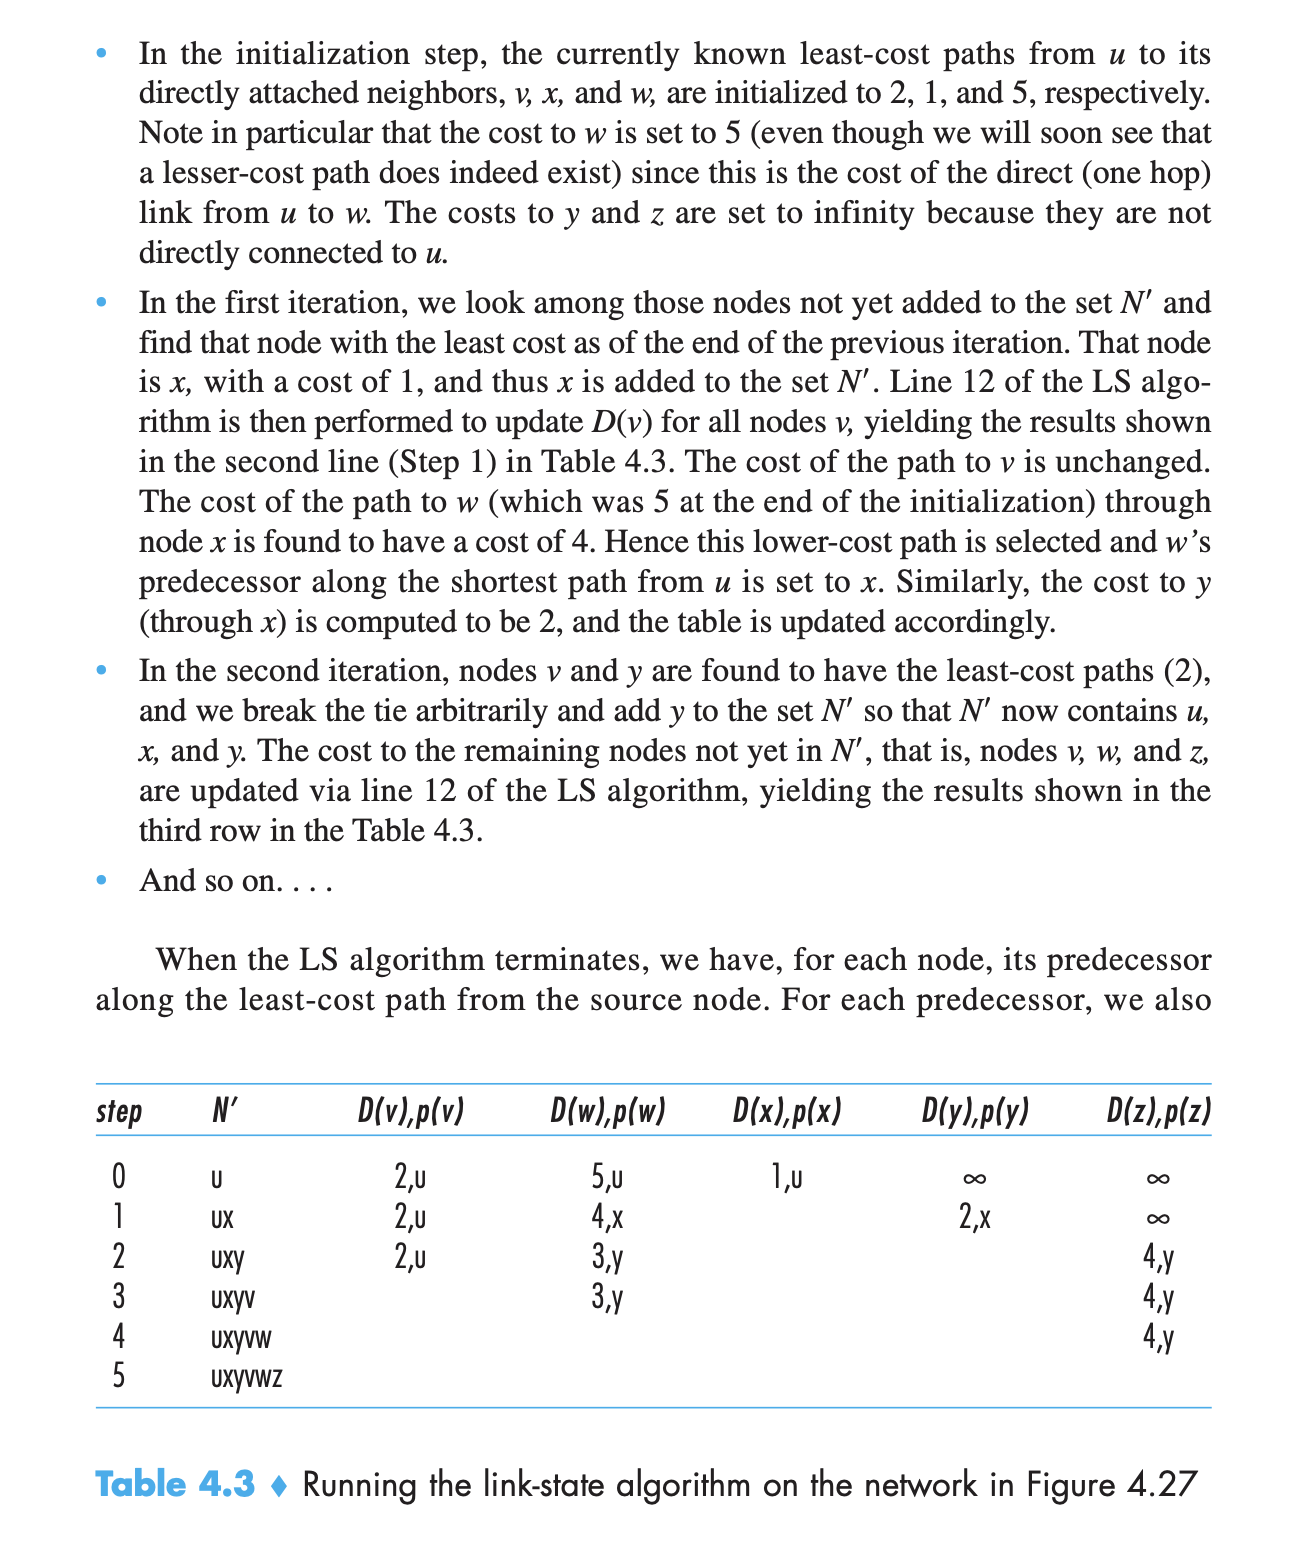 • In the initialization step, the currently known least-cost paths from u to its
directly attached neighbors, v, x, and w, are initialized to 2, 1, and 5, respectively.
Note in particular that the cost to w is set to 5 (even though we will soon see that
a lesser-cost path does indeed exist) since this is the cost of the direct (one hop)
link from u to w. The costs to y and z are set to infinity because they are not
directly connected to u.
• In the first iteration, we look among those nodes not yet added to the set N′ and
find that node with the least cost as of the end of the previous iteration. That node
is x, with a cost of 1, and thus x is added to the set N′. Line 12 of the LS algo-
rithm is then performed to update D(v) for all nodes v, yielding the results shown
in the second line (Step 1) in Table 4.3. The cost of the path to v is unchanged.
The cost of the path to w (which was 5 at the end of the initialization) through
node x is found to have a cost of 4. Hence this lower-cost path is selected and w’s
predecessor along the shortest path from u is set to x. Similarly, the cost to y
(through x) is computed to be 2, and the table is updated accordingly.
• In the second iteration, nodes v and y are found to have the least-cost paths (2),
and we break the tie arbitrarily and add y to the set N′ so that N′ now contains u,
x, and y. The cost to the remaining nodes not yet in N′, that is, nodes v, w, and z,
are updated via line 12 of the LS algorithm, yielding the results shown in the
third row in the Table 4.3.
• And so on. . . .
When the LS algorithm terminates, we have, for each node, its predecessor
along the least-cost path from the source node. For each predecessor, we also
step N′ D(v),p(v) D(w),p(w) D(x),p(x) D(y),p(y) D(z),p(z)
0 u 2,u 5,u 1,u ∞ ∞
1 ux 2,u 4,x 2,x ∞
2 uxy 2,u 3,y 4,y
3 uxyv 3,y 4,y
4 uxyvw 4,y
5 uxyvwz
Table 4.3 ♦ Running the link-state algorithm on the network in Figure 4.27